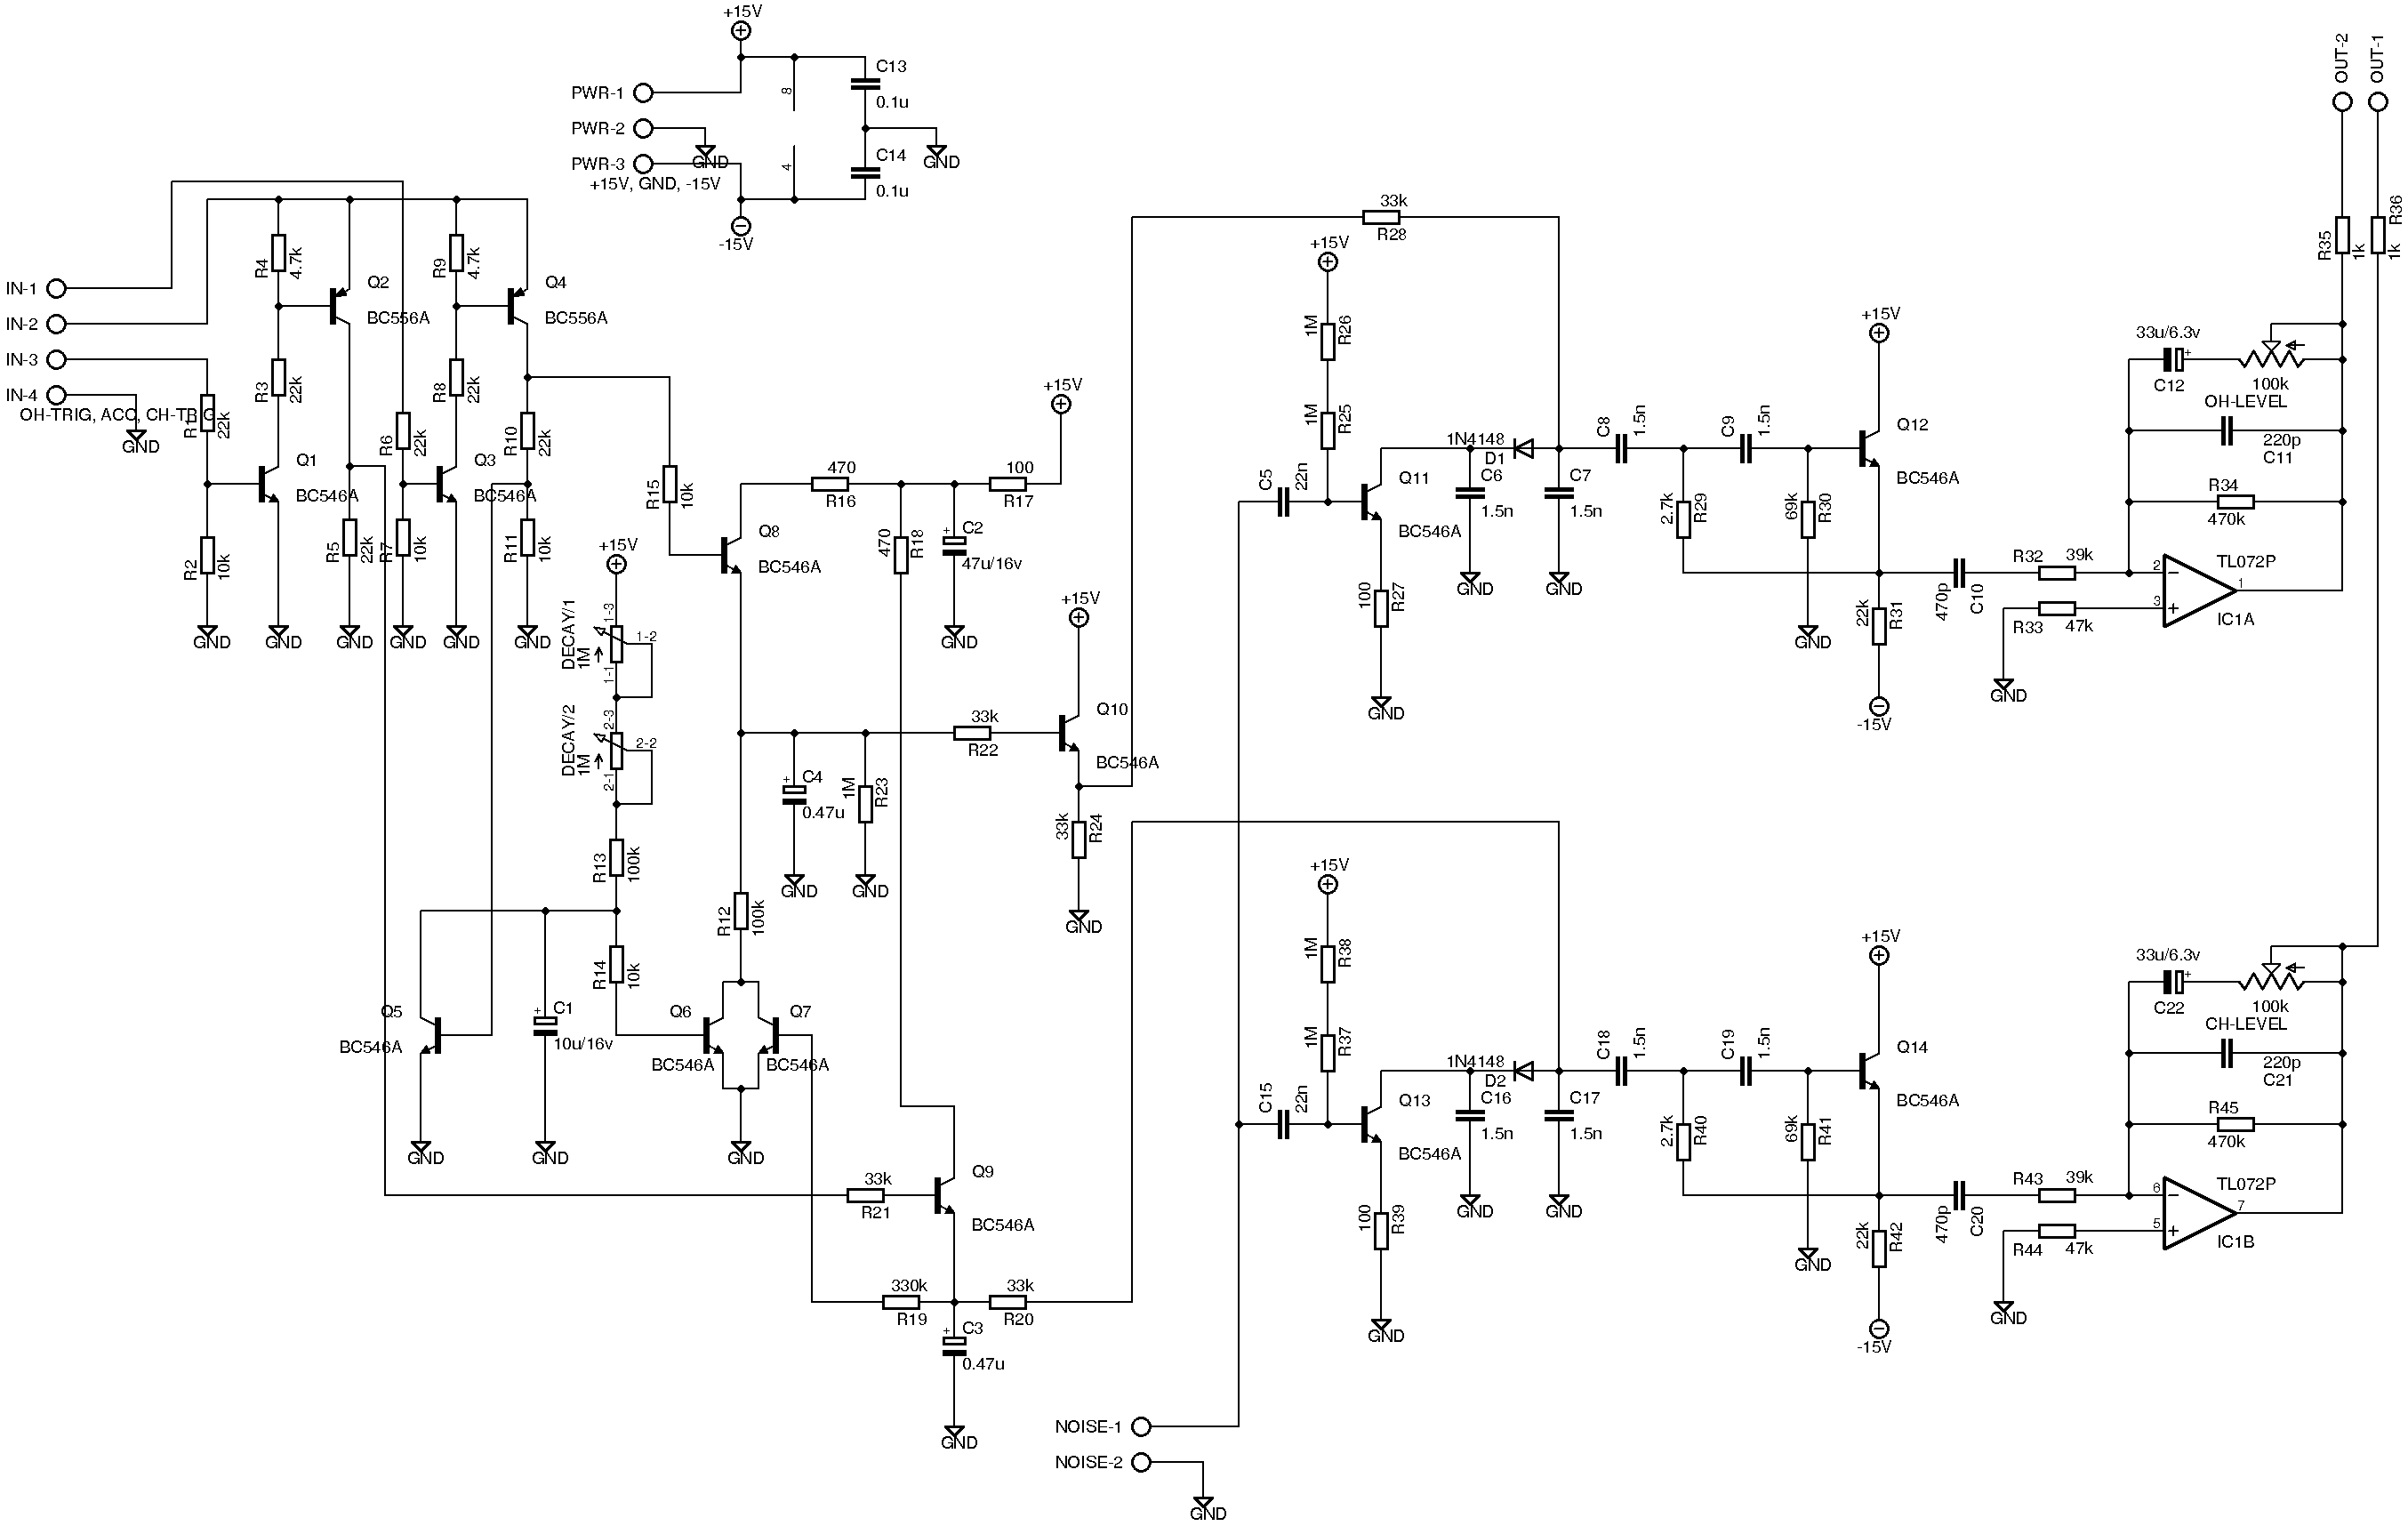 +15V
C13
0.1u
8
PWR-1
PWR-2
GND
GND
PWR-3
+15V, GND, -15V
4
C14
0.1u
-15V
OUT-2
OUT-1
R35
1k
R36
1k
IN-1
IN-2
IN-3
IN-4
OH-TRIG, ACC, CH-TRIG
GND
R1
22k
R2
10k
GND
R4
4.7k
R3
22k
Q1
BC546A
GND
Q2
BC556A
R5
22k
GND
R6
22k
R7
10k
GND
R9
4.7k
R8
22k
Q3
BC546A
GND
Q4
BC556A
R10
22k
R11
10k
GND
R15
10k
Q8
BC546A
470
R16
100
R17
+15V
470
R18
C2
+
47u/16v
GND
+15V
DECAY/1
1M
1-3
1-2
1-1
DECAY/2
1M
2-3
2-2
2-1
R13
100k
R14
10k
Q5
BC546A
GND
C1
+
10u/16v
GND
R12
100k
Q6
BC546A
Q7
BC546A
GND
C4
+
0.47u
GND
1M
R23
GND
33k
R22
+15V
Q10
BC546A
33k
R24
GND
33k
R21
Q9
BC546A
330k
R19
33k
R20
C3
+
0.47u
GND
NOISE-1
NOISE-2
GND
33k
R28
+15V
1M
R26
1M
R25
C5
22n
Q11
BC546A
100
R27
GND
1N4148
D1
C6
1.5n
GND
C7
1.5n
GND
C8
1.5n
C9
1.5n
2.7k
R29
69k
R30
GND
+15V
Q12
BC546A
22k
R31
-15V
470p
C10
R32
39k
R33
47k
GND
33u/6.3v
+
C12
100k
OH-LEVEL
220p
C11
R34
470k
TL072P
2
3
1
IC1A
+15V
1M
R38
1M
R37
C15
22n
Q13
BC546A
100
R39
GND
1N4148
D2
C16
1.5n
GND
C17
1.5n
GND
C18
1.5n
C19
1.5n
2.7k
R40
69k
R41
GND
+15V
Q14
BC546A
22k
R42
-15V
470p
C20
R43
39k
R44
47k
GND
33u/6.3v
+
C22
100k
CH-LEVEL
220p
C21
R45
470k
TL072P
6
5
7
IC1B